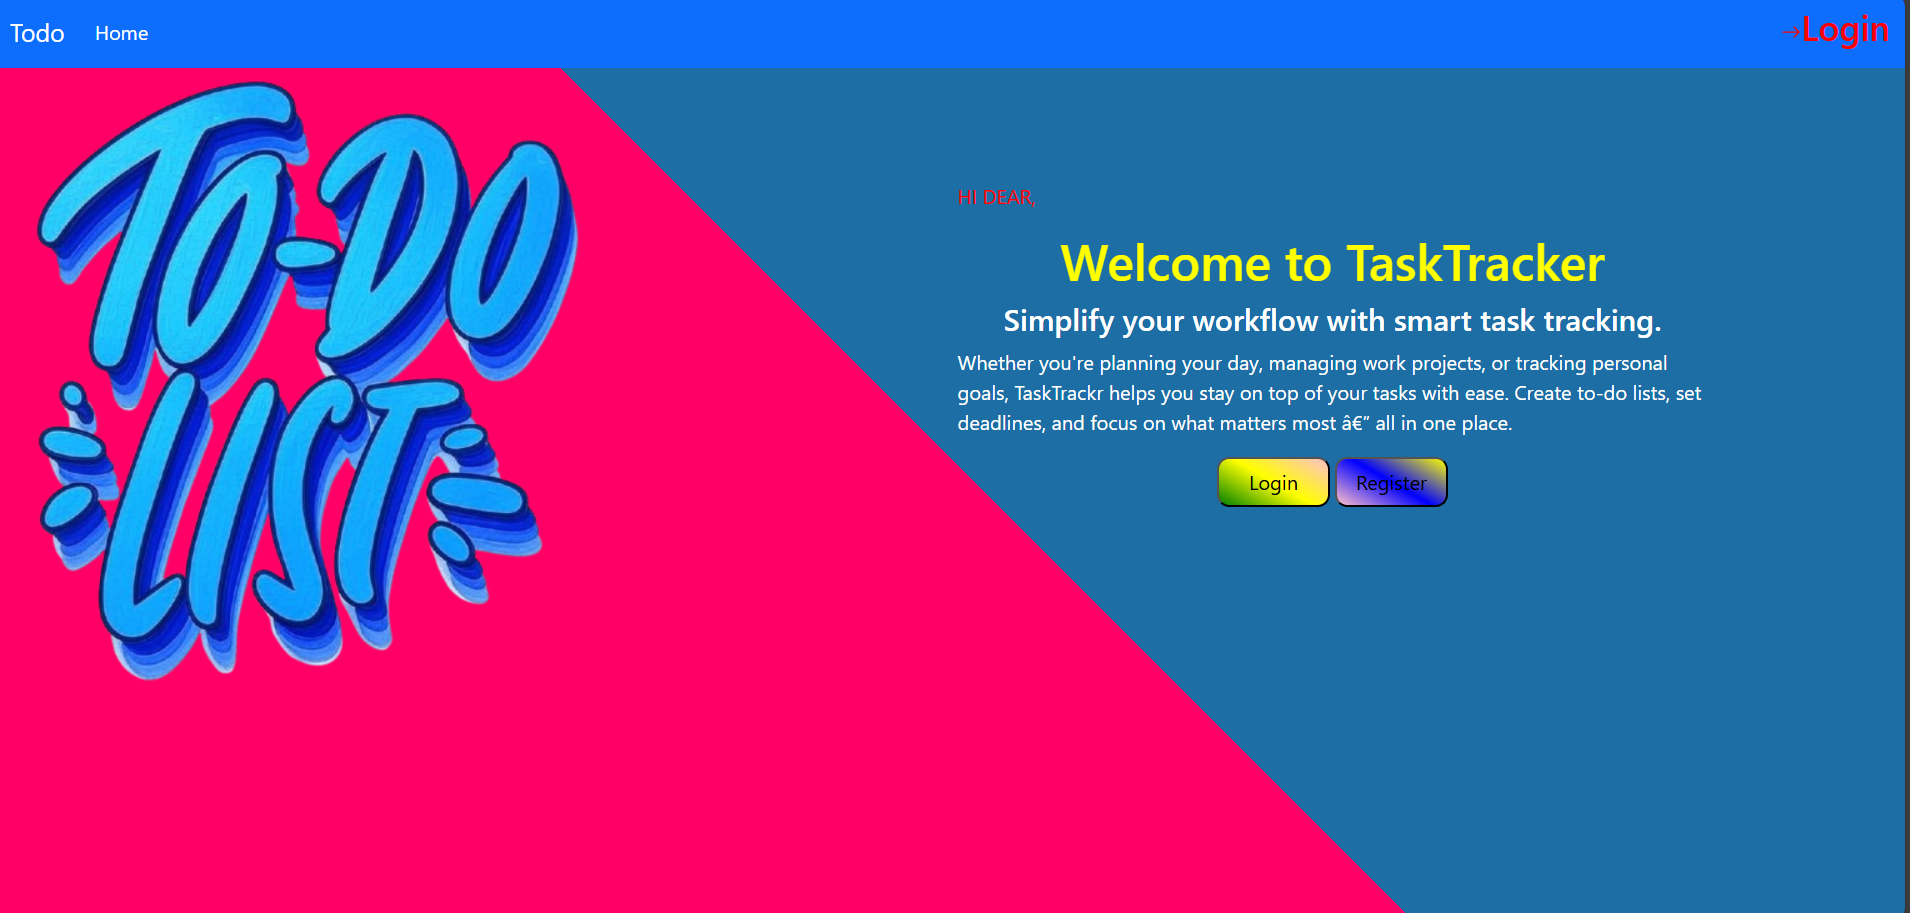 Todo Home →Login
TO-DO
LIST
HI DEAR,
Welcome to TaskTracker
Simplify your workflow with smart task tracking.
Whether you're planning your day, managing work projects, or tracking personal
goals, TaskTrackr helps you stay on top of your tasks with ease. Create to-do lists, set
deadlines, and focus on what matters most â€” all in one place.
Login Register